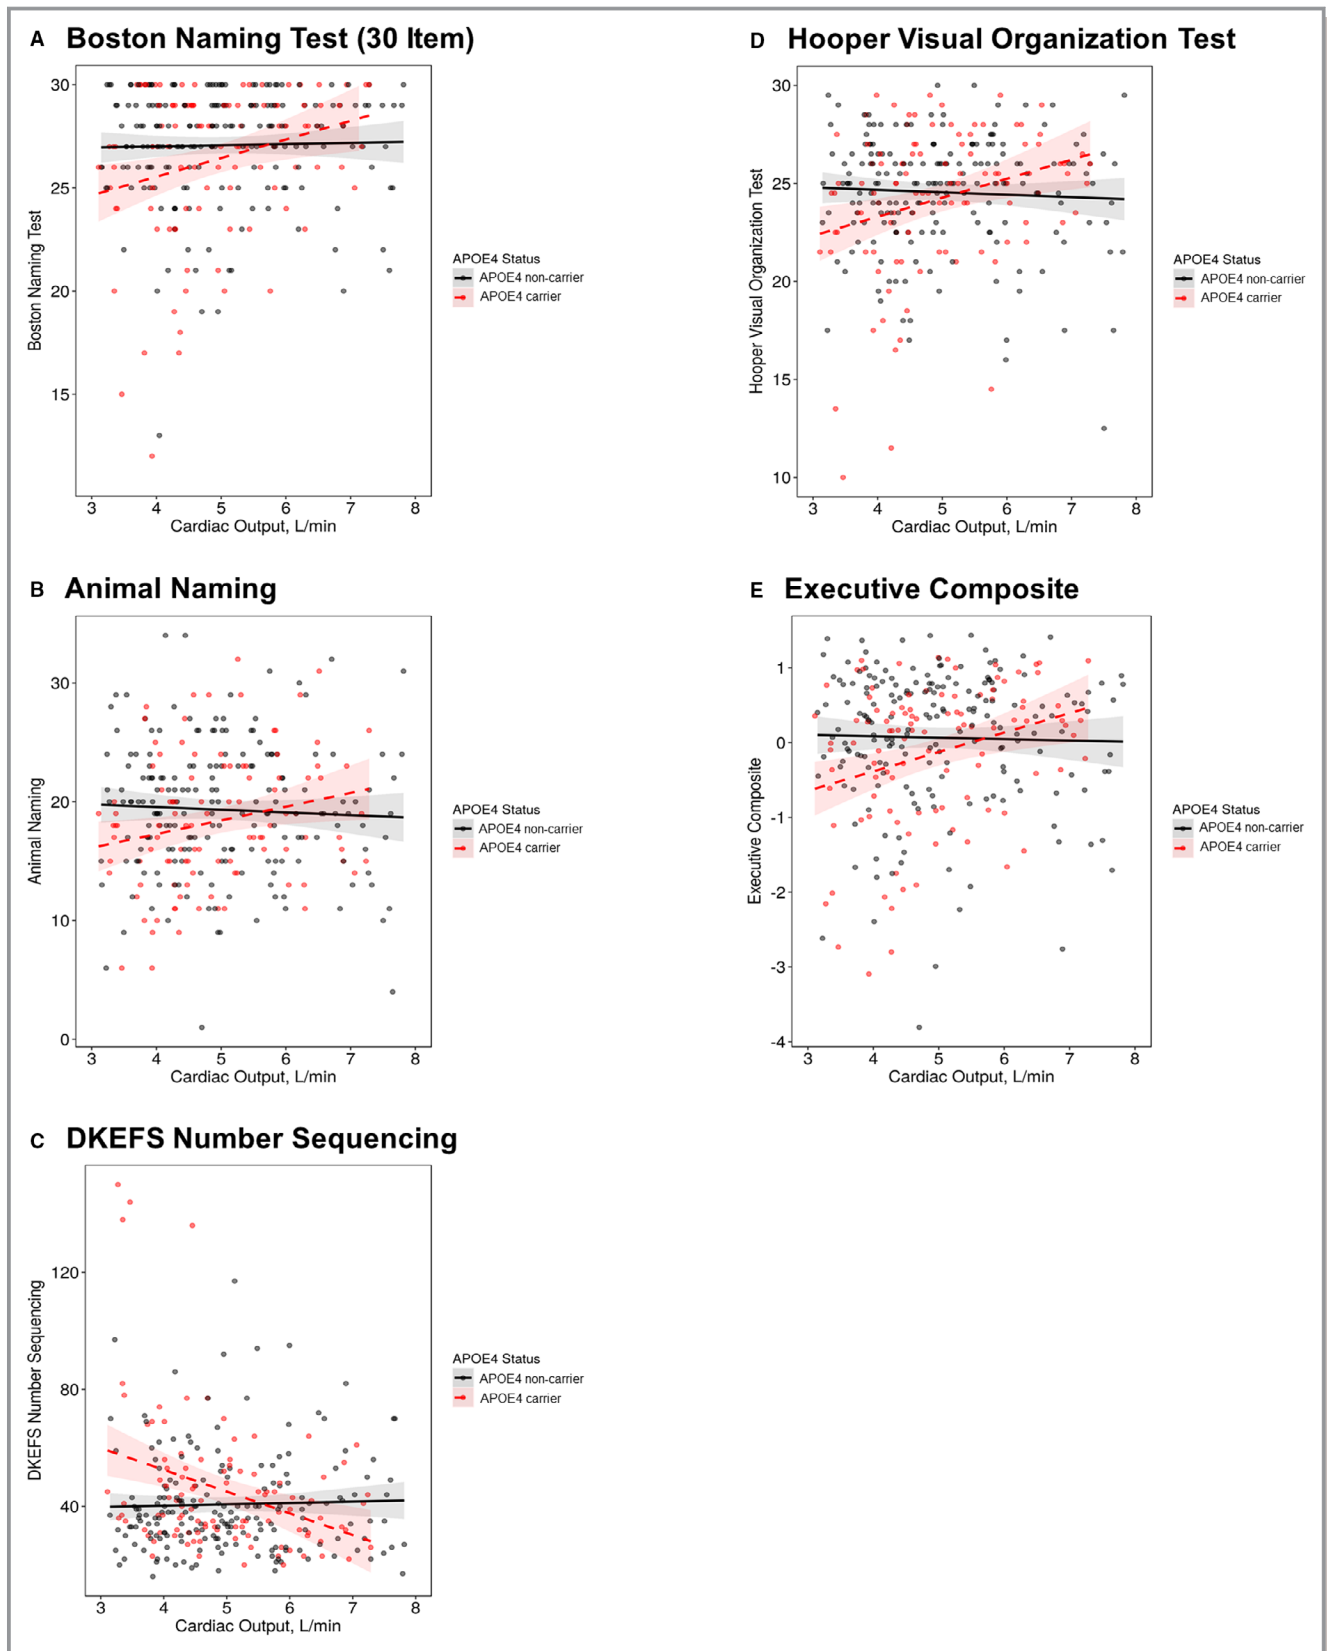 A Boston Naming Test (30 Item)
30
25
20
15
Boston Naming Test
3 4 5 6 7 8
Cardiac Output, L/min
APOE4 Status
APOE4 non-carrier
APOE4 carrier
D Hooper Visual Organization Test
30
25
20
15
10
Hooper Visual Organization Test
3 4 5 6 7 8
Cardiac Output, L/min
APOE4 Status
APOE4 non-carrier
APOE4 carrier
B Animal Naming
30
20
10
0
Animal Naming
3 4 5 6 7 8
Cardiac Output, L/min
APOE4 Status
APOE4 non-carrier
APOE4 carrier
E Executive Composite
1
0
-1
-2
-3
-4
Executive Composite
3 4 5 6 7 8
Cardiac Output, L/min
APOE4 Status
APOE4 non-carrier
APOE4 carrier
C DKEFS Number Sequencing
120
80
40
DKEFS Number Sequencing
3 4 5 6 7 8
Cardiac Output, L/min
APOE4 Status
APOE4 non-carrier
APOE4 carrier